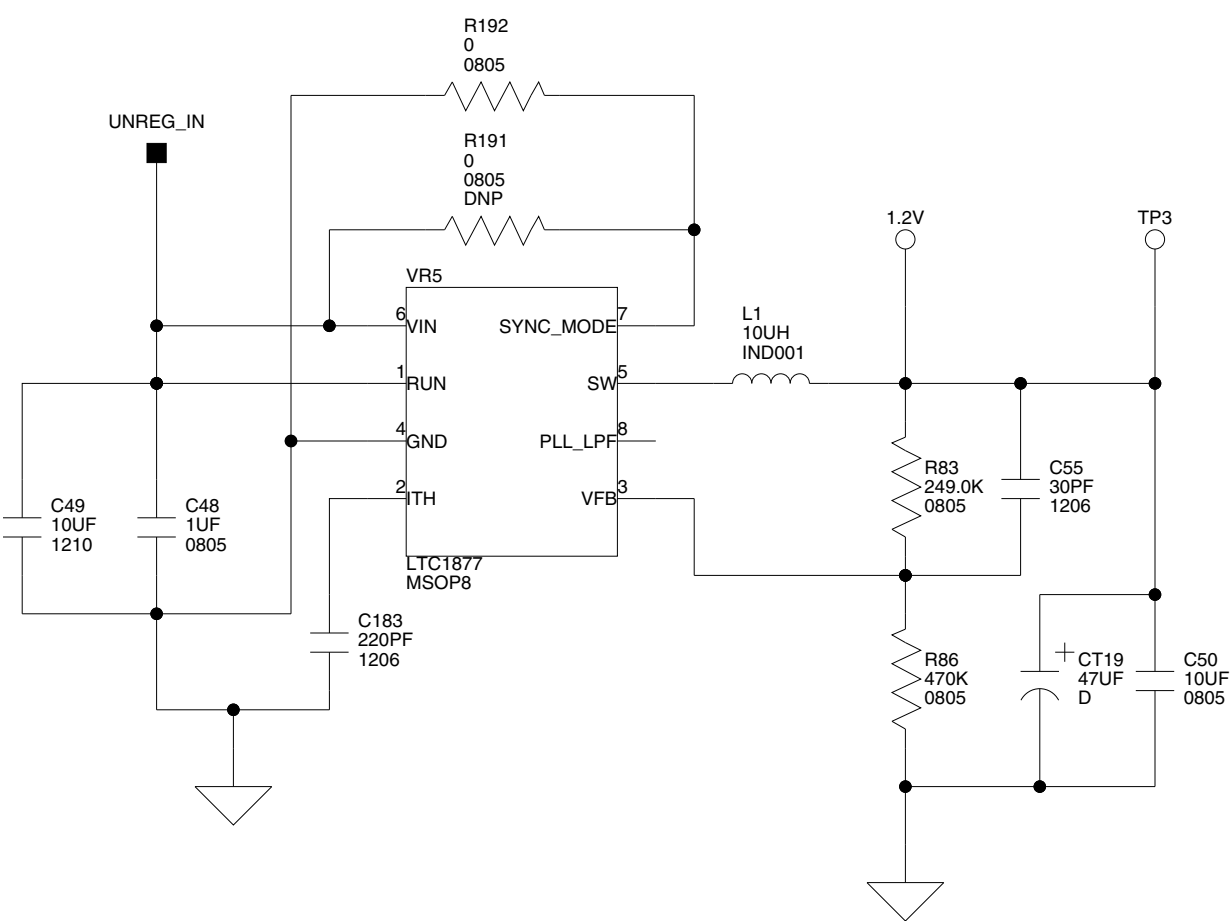 R192
0
0805
UNREG_IN
R191
0
0805
DNP
1.2V
TP3
VR5
6
VIN
SYNC_MODE
7
L1
10UH
IND001
1
RUN
SW
5
4
GND
PLL_LPF
8
2
ITH
VFB
3
R83
249.0K
0805
C55
30PF
1206
C49
10UF
1210
C48
1UF
0805
LTC1877
MSOP8
C183
220PF
1206
R86
470K
0805
+
CT19
47UF
D
C50
10UF
0805